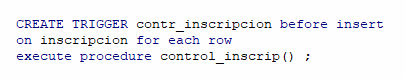 CREATE TRIGGER contr_inscripcion before insert
on inscripcion for each row
execute procedure control_inscrip() ;